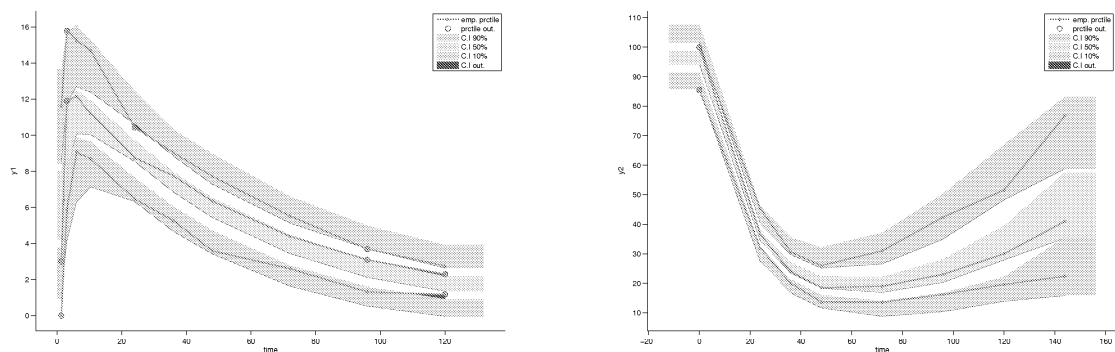 16
14
12
10
8
6
4
2
0
y1
0
20
40
60
80
100
120
time
emp. prctile
prctile out.
C.I 90%
C.I 50%
C.I 10%
C.I out.
110
100
90
80
70
60
50
40
30
20
10
y2
-20
0
20
40
60
80
100
120
140
160
time
emp. prctile
prctile out.
C.I 90%
C.I 50%
C.I 10%
C.I out.